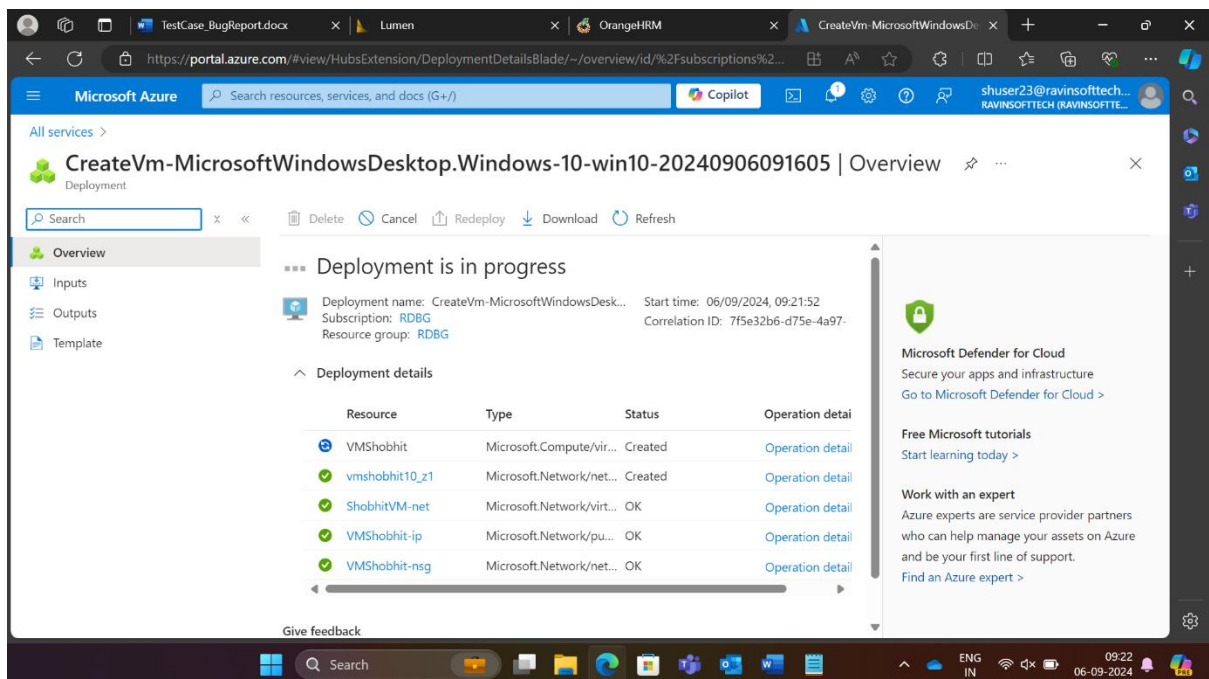 TestCase_BugReport.docx
Lumen
OrangeHRM
CreateVm-MicrosoftWindowsDe
https://portal.azure.com/#view/HubsExtension/DeploymentDetailsBlade/~/overview/id/%2Fsubscriptions%2...
Microsoft Azure
Search resources, services, and docs (G+/)
Copilot
1
shuser23@ravinsofttech...
RAVINSOFTTECH (RAVINSOFTTE...
All services >
CreateVm-MicrosoftWindowsDesktop.Windows-10-win10-20240906091605 | Overview
Deployment
Search
Delete Cancel Redeploy Download Refresh
Overview
Inputs
Outputs
Template
Deployment is in progress
Deployment name: CreateVm-MicrosoftWindowsDesk...
Subscription: RDBG
Resource group: RDBG
Start time: 06/09/2024, 09:21:52
Correlation ID: 7f5e32b6-d75e-4a97-
Deployment details
Resource Type Status Operation detai
VMShobhit Microsoft.Compute/vir... Created Operation detail
vmshobhit10_z1 Microsoft.Network/net... Created Operation detail
ShobhitVM-net Microsoft.Network/virt... OK Operation detail
VMShobhit-ip Microsoft.Network/pu... OK Operation detail
VMShobhit-nsg Microsoft.Network/net... OK Operation detail
Give feedback
Microsoft Defender for Cloud
Secure your apps and infrastructure
Go to Microsoft Defender for Cloud >
Free Microsoft tutorials
Start learning today >
Work with an expert
Azure experts are service provider partners
who can help manage your assets on Azure
and be your first line of support.
Find an Azure expert >
Search
ENG
IN
09:22
06-09-2024
PRE